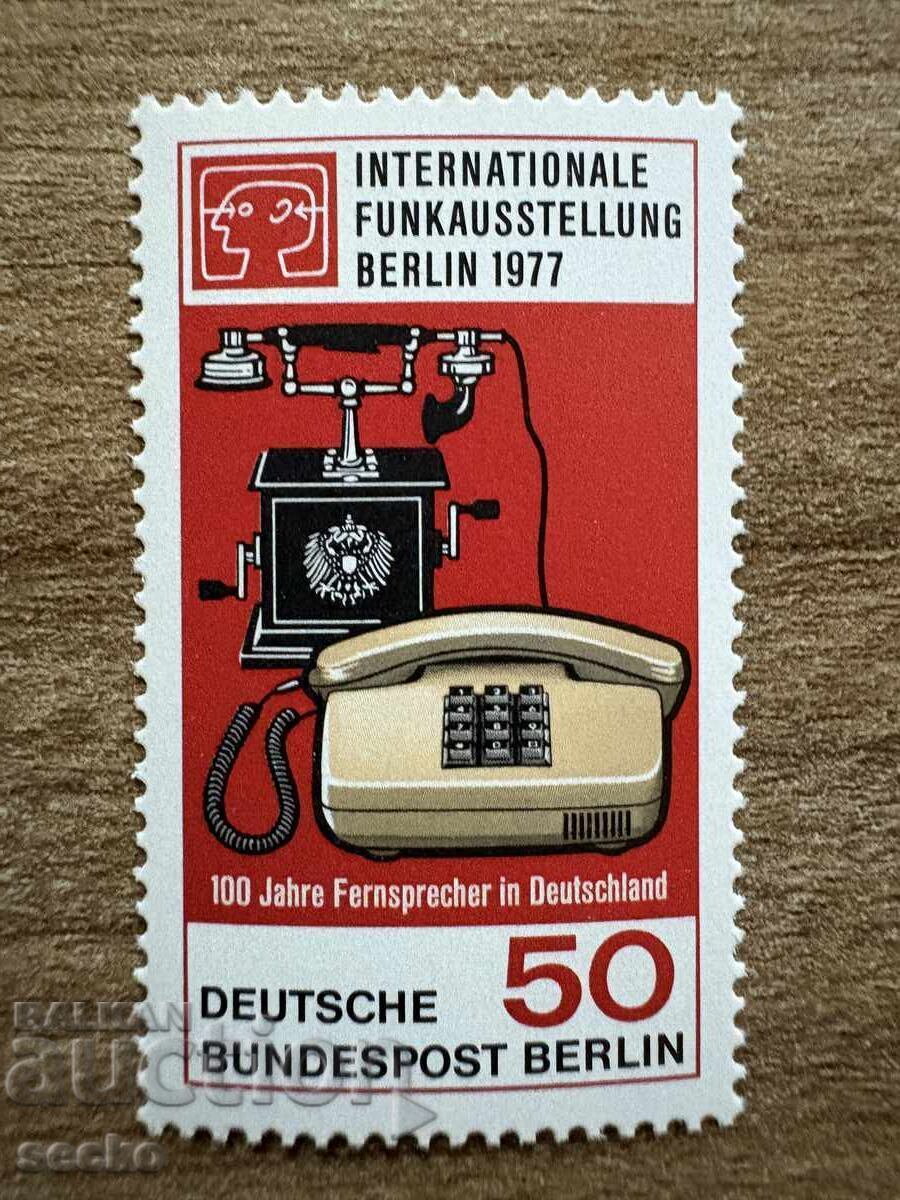 INTERNATIONALE
FUNKAUSSTELLUNG
BERLIN 1977
100 Jahre Fernsprecher in Deutschland
50
DEUTSCHE
BUNDESPOST BERLIN
BALKAN
auction
secko